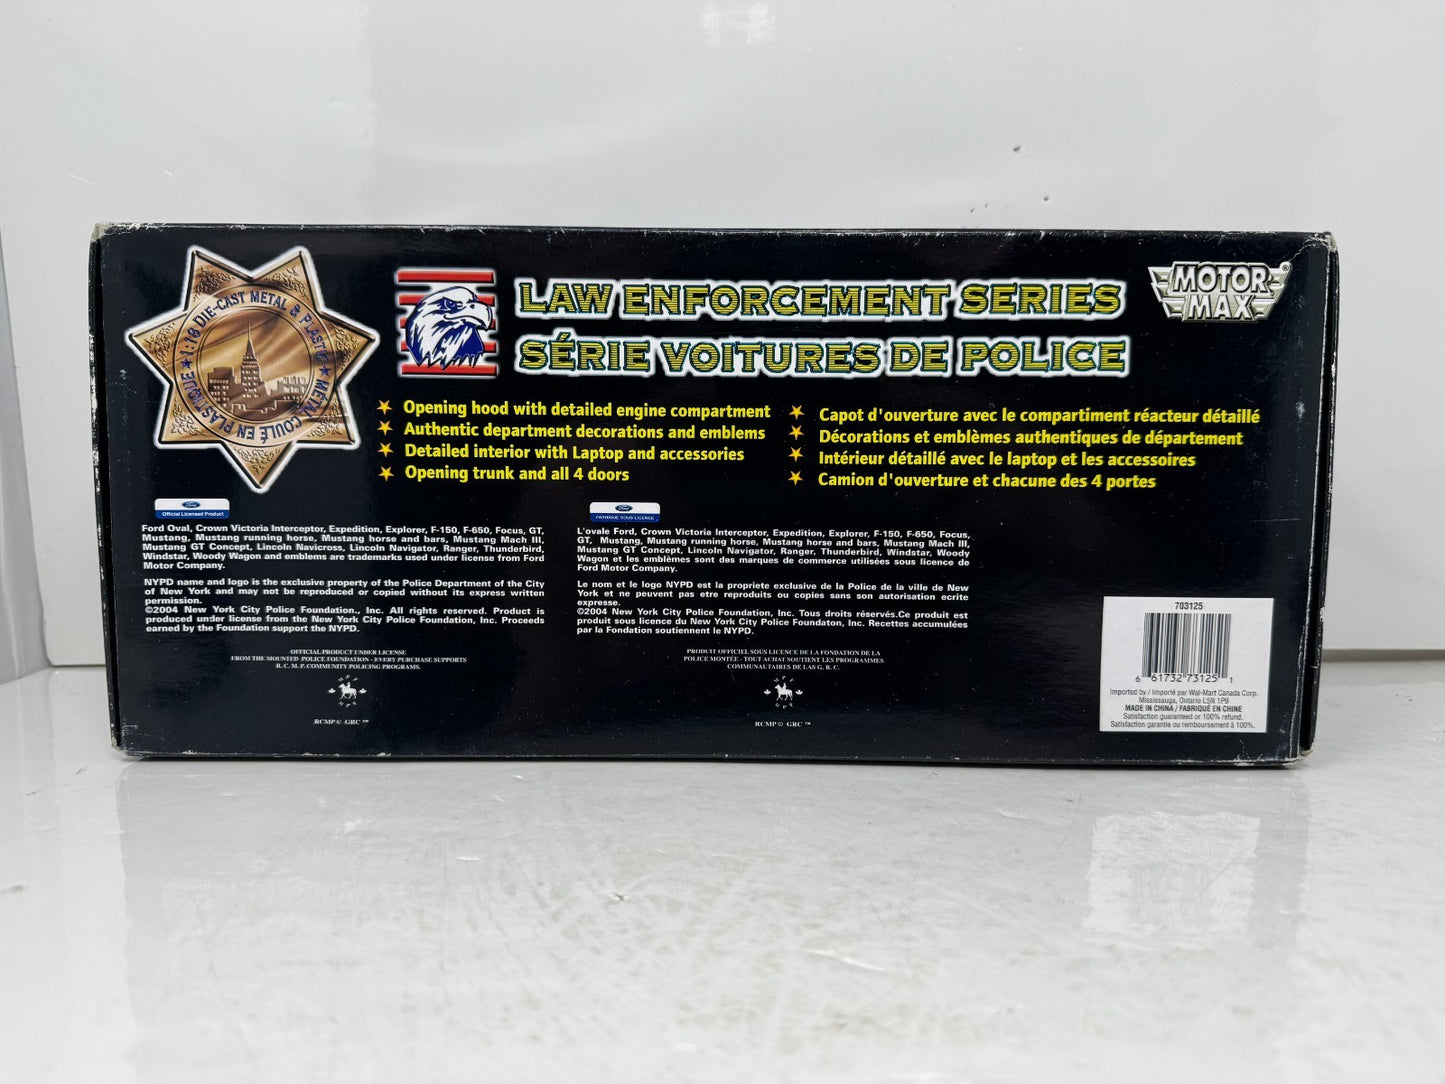 ★ 1:18 DIE-CAST METAL & PLASTIC ★ MÉTAL COULÉ EN PLASTIQUE
LAW ENFORCEMENT SERIES
SÉRIE VOITURES DE POLICE
MOTOR
MAX
Opening hood with detailed engine compartment
Authentic department decorations and emblems
Detailed interior with Laptop and accessories
Opening trunk and all 4 doors
Capot d'ouverture avec le compartiment réacteur détaillé
Décorations et emblèmes authentiques de département
Intérieur détaillé avec le laptop et les accessoires
Camion d'ouverture et chacune des 4 portes
Ford
Official Licensed Product
Ford Oval, Crown Victoria Interceptor, Expedition, Explorer, F-150, F-650, Focus, GT,
Mustang, Mustang running horse, Mustang horse and bars, Mustang Mach III,
Mustang GT Concept, Lincoln Navicross, Lincoln Navigator, Ranger, Thunderbird,
Windstar, Woody Wagon and emblems are trademarks used under license from Ford
Motor Company.
NYPD name and logo is the exclusive property of the Police Department of the City
of New York and may not be reproduced or copied without its express written
permission.
©2004 New York City Police Foundation., Inc. All rights reserved. Product is
produced under license from the New York City Police Foundaton, Inc. Proceeds
earned by the Foundation support the NYPD.
OFFICIAL PRODUCT UNDER LICENSE
FROM THE MOUNTED POLICE FOUNDATION - EVERY PURCHASE SUPPORTS
R. C. M. P. COMMUNITY POLICING PROGRAMS.
M P F
F P M
RCMP © GRC ™
Ford
FABRIQUÉ SOUS LICENCE
L'ovale Ford, Crown Victoria Interceptor, Expedition, Explorer, F-150, F-650, Focus,
GT, Mustang, Mustang running horse, Mustang horse and bars, Mustang Mach III,
Mustang GT Concept, Lincoln Navigator, Ranger, Thunderbird, Windstar, Woody
Wagon et les emblèmes sont des marques de commerce utilisées sous licence de
Ford Motor Company.
Le nom et le logo NYPD est la propriete exclusive de la Police de la ville de New
York et ne peuvent pas etre reproduits ou copies sans son autorisation ecrite
expresse.
©2004 New York City Police Foundation, Inc. Tous droits réservés.Ce produit est
produit sous licence du New York City Police Foundaton, Inc. Recettes accumulées
par la Fondation soutiennent le NYPD.
PRODUIT OFFICIEL SOUS LICENCE DE LA FONDATION DE LA
POLICE MONTÉE - TOUT ACHAT SOUTIENT LES PROGRAMMES
COMMUNAUTAIRES DE LAS G. R. C.
RCMP © GRC ™
703125
6 61732 73125 1
Imported by / Importé par Wal-Mart Canada Corp.
Mississauga, Ontario L5N 1P9
MADE IN CHINA / FABRIQUÉ EN CHINE
Satisfaction guaranteed or 100% refund.
Satisfaction garantie ou remboursement à 100%.